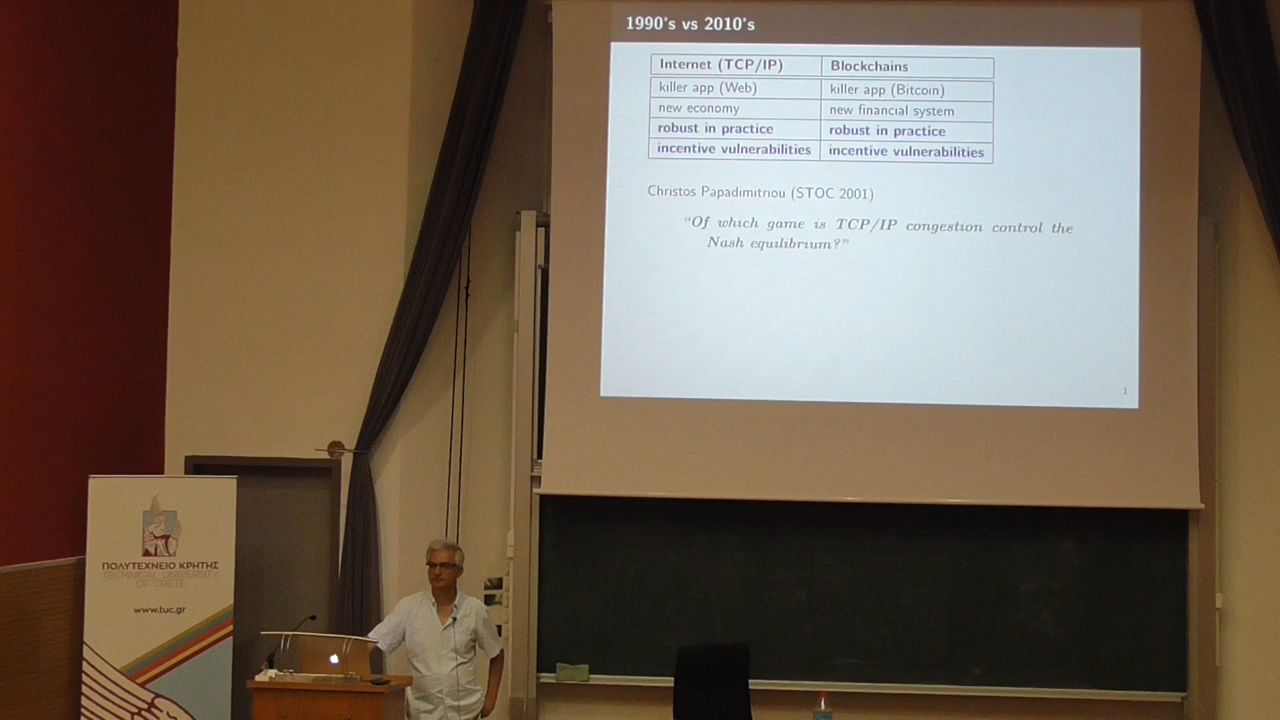 1990's vs 2010's
Internet (TCP/IP) Blockchains
killer app (Web) killer app (Bitcoin)
new economy new financial system
robust in practice robust in practice
incentive vulnerabilities incentive vulnerabilities
Christos Papadimitriou (STOC 2001)
“Of which game is TCP/IP congestion control the
Nash equilibrium?”
1
ΠΟΛΥΤΕΧΝΕΙΟ ΚΡΗΤΗΣ
TECHNICAL UNIVERSITY
OF CRETE
www.tuc.gr